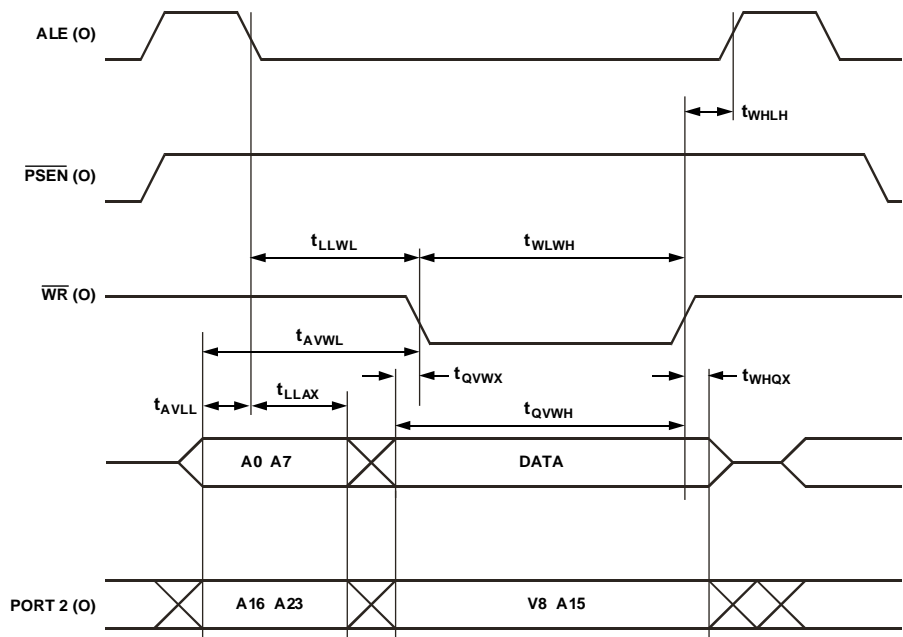 ALE (O)
tWHLH
PSEN (O)
tLLWL
tWLWH
WR (O)
tAVWL
tQVWX
tWHQX
tAVLL
tLLAX
tQVWH
A0 A7
DATA
PORT 2 (O)
A16 A23
V8 A15